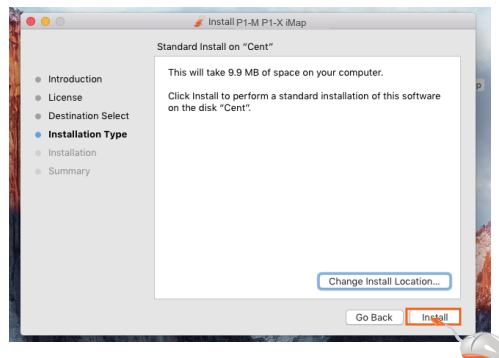 Install P1-M P1-X iMap
Standard Install on “Cent”
This will take 9.9 MB of space on your computer.
Click Install to perform a standard installation of this software
on the disk “Cent”.
Introduction
License
Destination Select
Installation Type
Installation
Summary
Change Install Location...
Go Back
Install
p